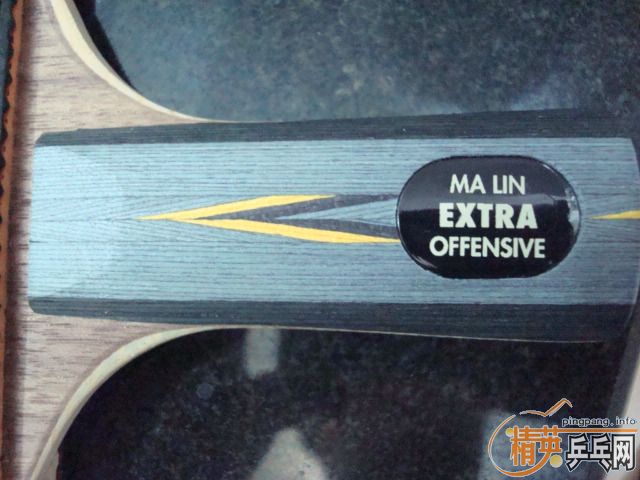 MA LIN
EXTRA
OFFENSIVE
pingpang.info
精英乒乓网